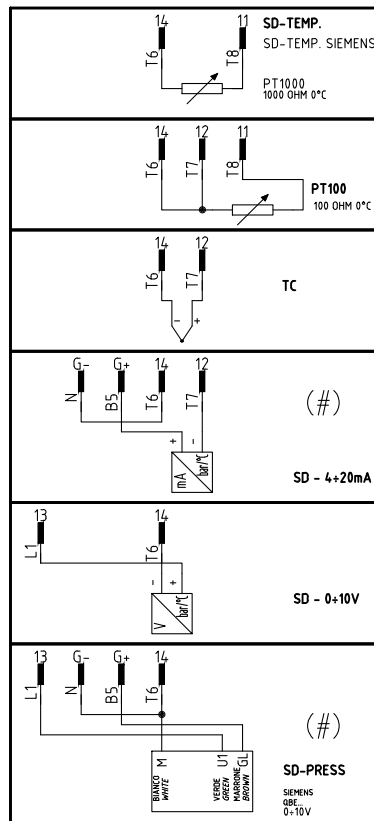 14 11 SD-TEMP.
SD-TEMP. SIEMENS
T6 T8
PT1000
1000 OHM 0°C
14 12 11
T6 T7 T8
PT100
100 OHM 0°C
14 12
T6 T7
TC
- +
G- G+ 14 12
N B5 T6 T7
(#)
+ -
mA bar/°C
SD - 4÷20mA
13 14
L1 T6
- +
V bar/°C
SD - 0÷10V
13 G- G+ 14
L1 N B5 T6
(#)
M U1 GL
BIANCO
WHITE
VERDE
GREEN
MARRONE
BROWN
SD-PRESS
SIEMENS
QBE...
0÷10V